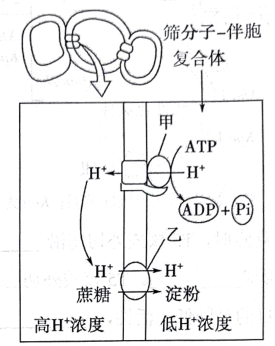 筛分子-伴胞
复合体
甲
ATP
H⁺ H⁺
ADP + Pi
乙
H⁺ H⁺
蔗糖 淀粉
高H⁺浓度 低H⁺浓度